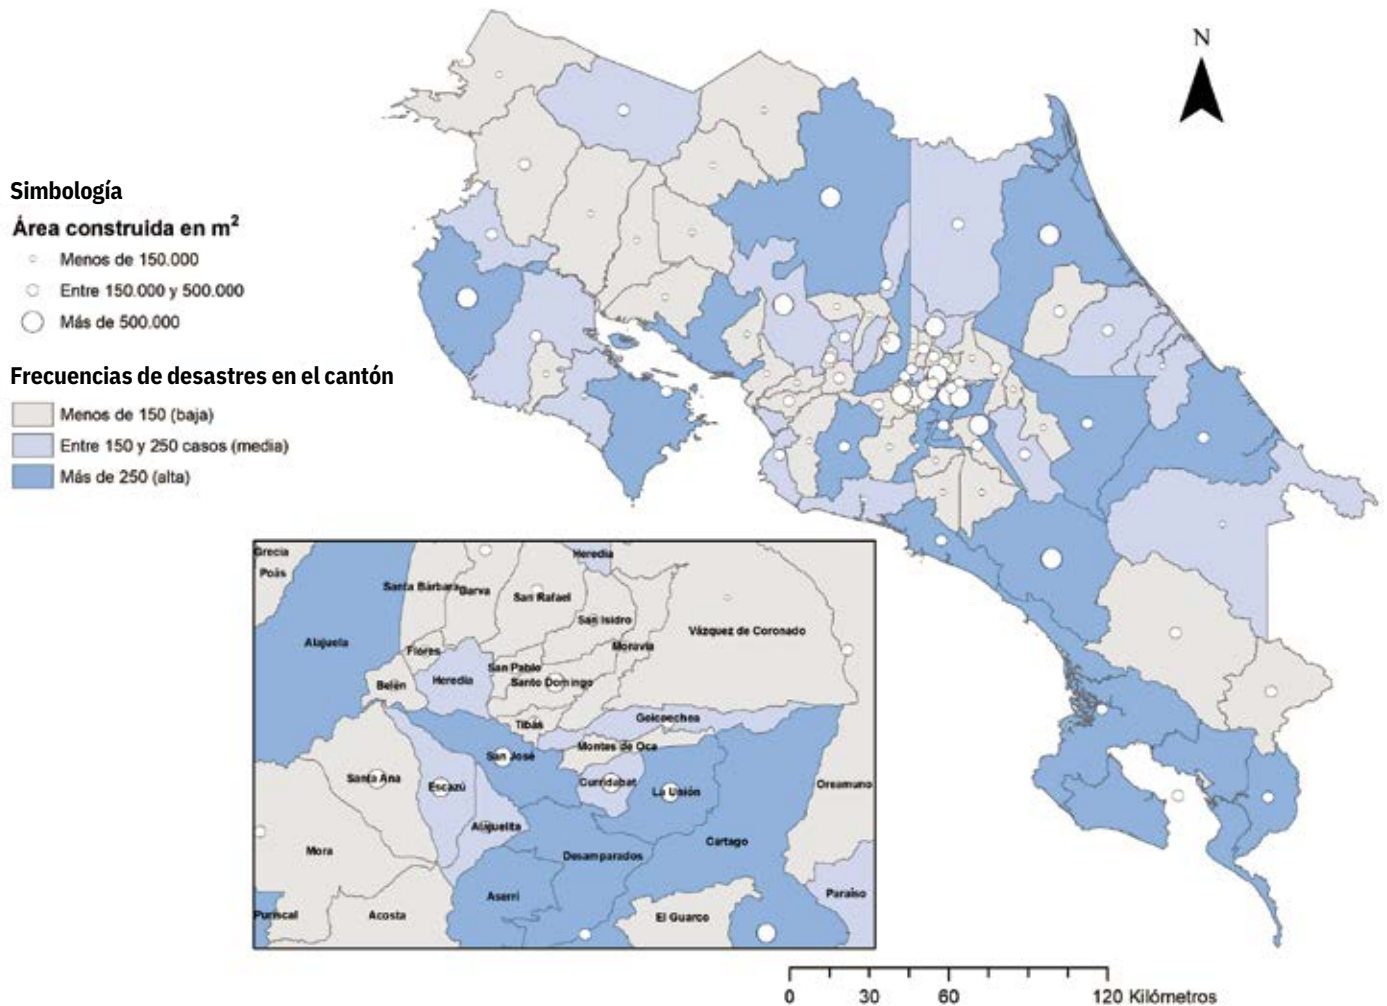 N
Simbología
Área construida en m²
Menos de 150.000
Entre 150.000 y 500.000
Más de 500.000
Frecuencias de desastres en el cantón
Menos de 150 (baja)
Entre 150 y 250 casos (media)
Más de 250 (alta)
Grecia
Poás
Heredia
Santa Bárbara
Barva
San Rafael
San Isidro
Alajuela
Vázquez de Coronado
Moravia
Flores
San Pablo
Heredia
Santo Domingo
Belén
Tibás
Goicoechea
Montes de Oca
San José
Santa Ana
Escazú
Curridabat
La Unión
Oreamuno
Alajuelita
Mora
Desamparados
Cartago
Aserrí
Paraíso
Puriscal
Acosta
El Guarco
0 30 60 120 Kilómetros